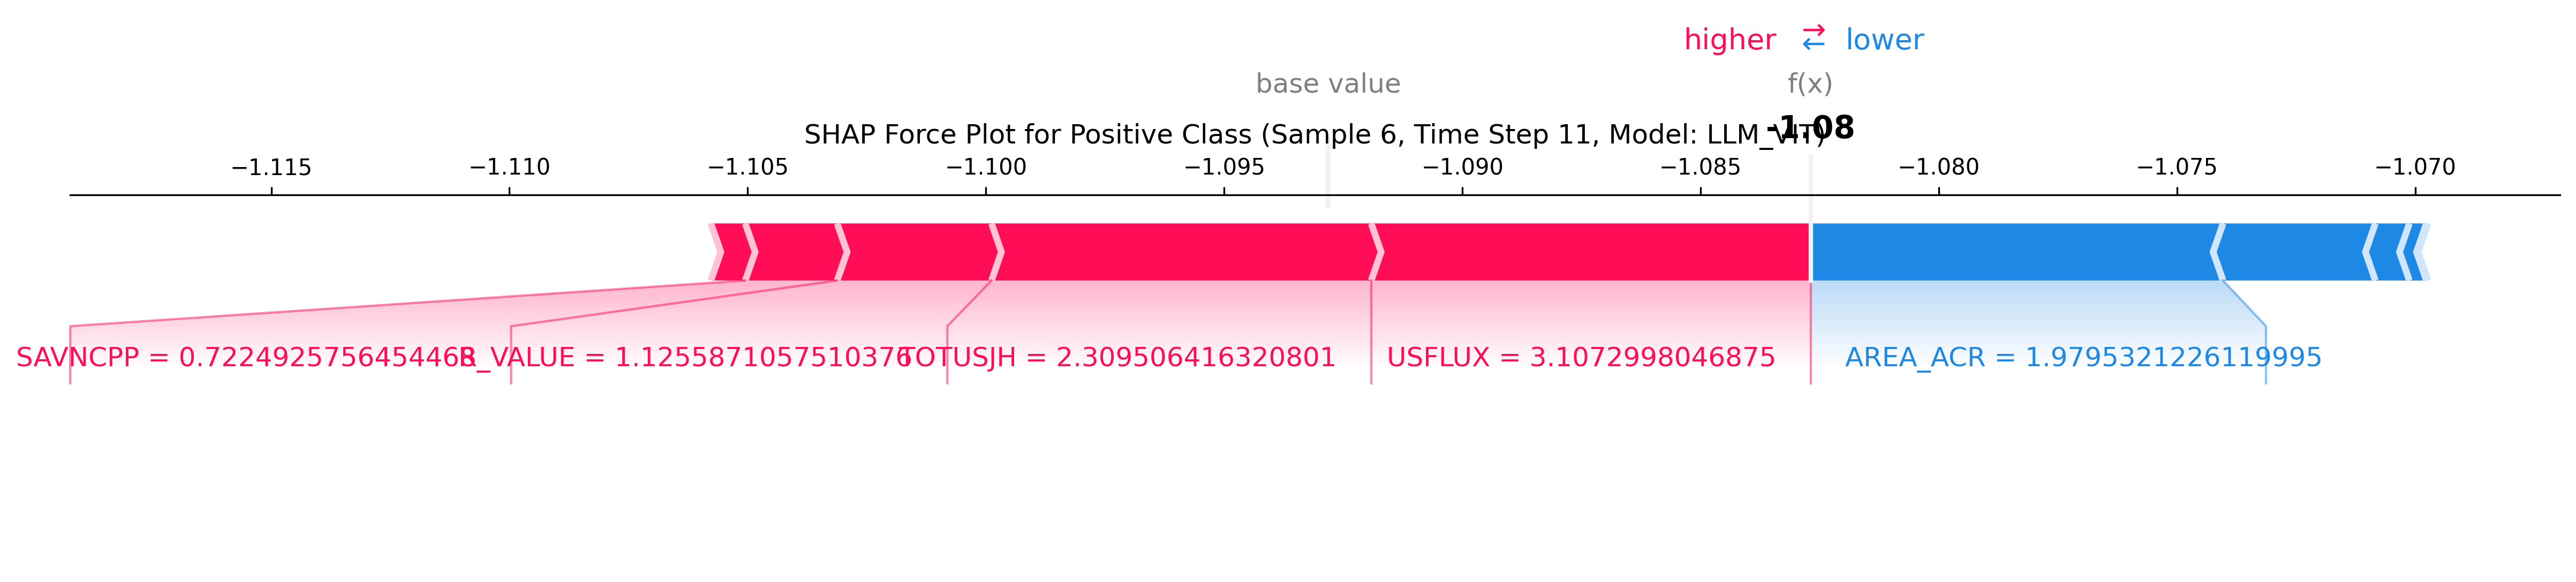 higher ⇄ lower
base value f(x)
SHAP Force Plot for Positive Class (Sample 6, Time Step 11, Model: LLM_VIT)
-1.08
−1.115 −1.110 −1.105 −1.100 −1.095 −1.090 −1.085 −1.080 −1.075 −1.070
SAVNCPP = 0.7224925756454468 R_VALUE = 1.1255871057510376 TOTUSJH = 2.309506416320801 USFLUX = 3.1072998046875 AREA_ACR = 1.9795321226119995